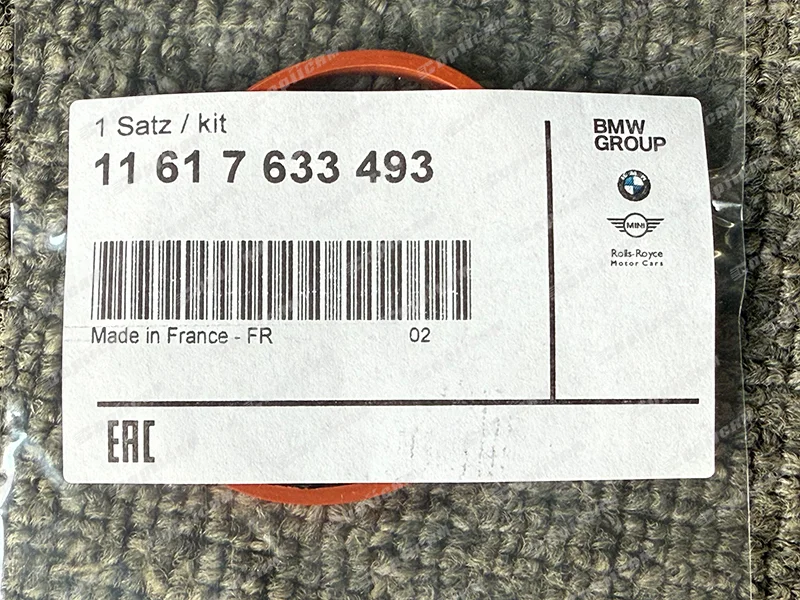 1 Satz / kit
11 61 7 633 493
Made in France - FR 02
EAC
BMW
GROUP
BMW
MINI
Rolls-Royce
Motor Cars